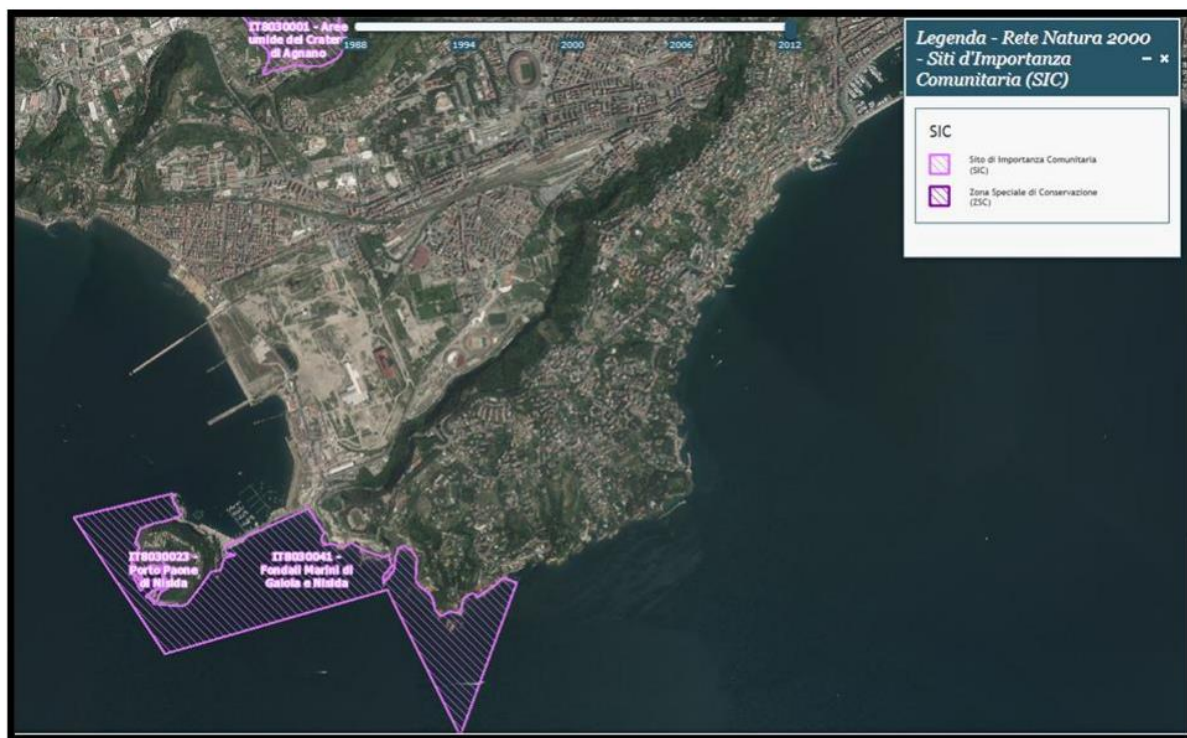 IT8030001 - Aree
umide del Cratere
di Agnano
1988
1994
2000
2006
2012
Legenda - Rete Natura 2000
- Siti d'Importanza
Comunitaria (SIC)
SIC
Sito di Importanza Comunitaria
(SIC)
Zona Speciale di Conservazione
(ZSC)
IT8030023 -
Porto Paone
di Nisida
IT8030041 -
Fondali Marini di
Gaiola e Nisida